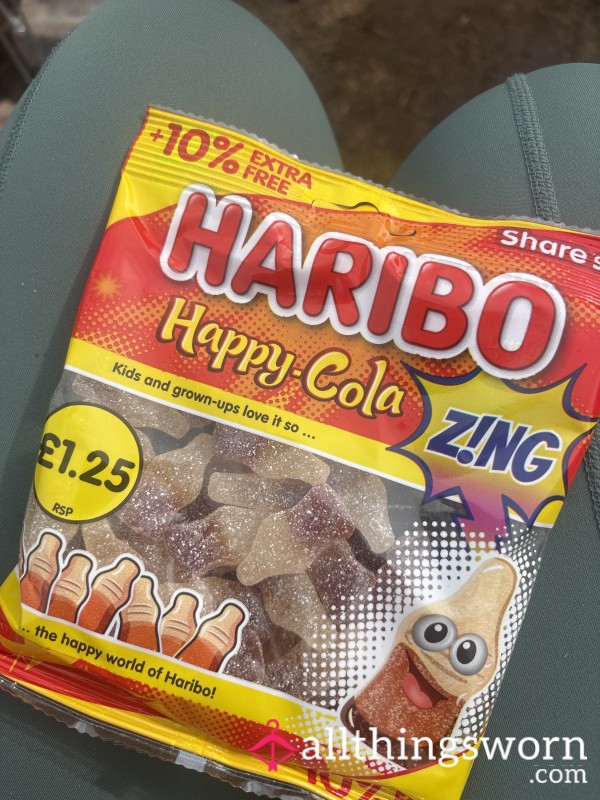 +10% EXTRA
FREE
Share
HARIBO
Happy-Cola
Z!NG
Kids and grown-ups love it so ...
£1.25
RSP
... the happy world of Haribo!
allthingsworn
.com